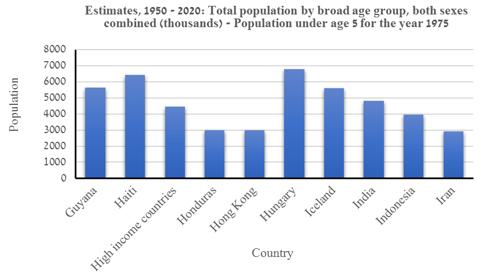 Estimates, 1950 - 2020: Total population by broad age group, both sexes
combined (thousands) - Population under age 5 for the year 1975
Population
8000
7000
6000
5000
4000
3000
2000
1000
0
Guyana
Haiti
High income countries
Honduras
Hong Kong
Hungary
Iceland
India
Indonesia
Iran
Country